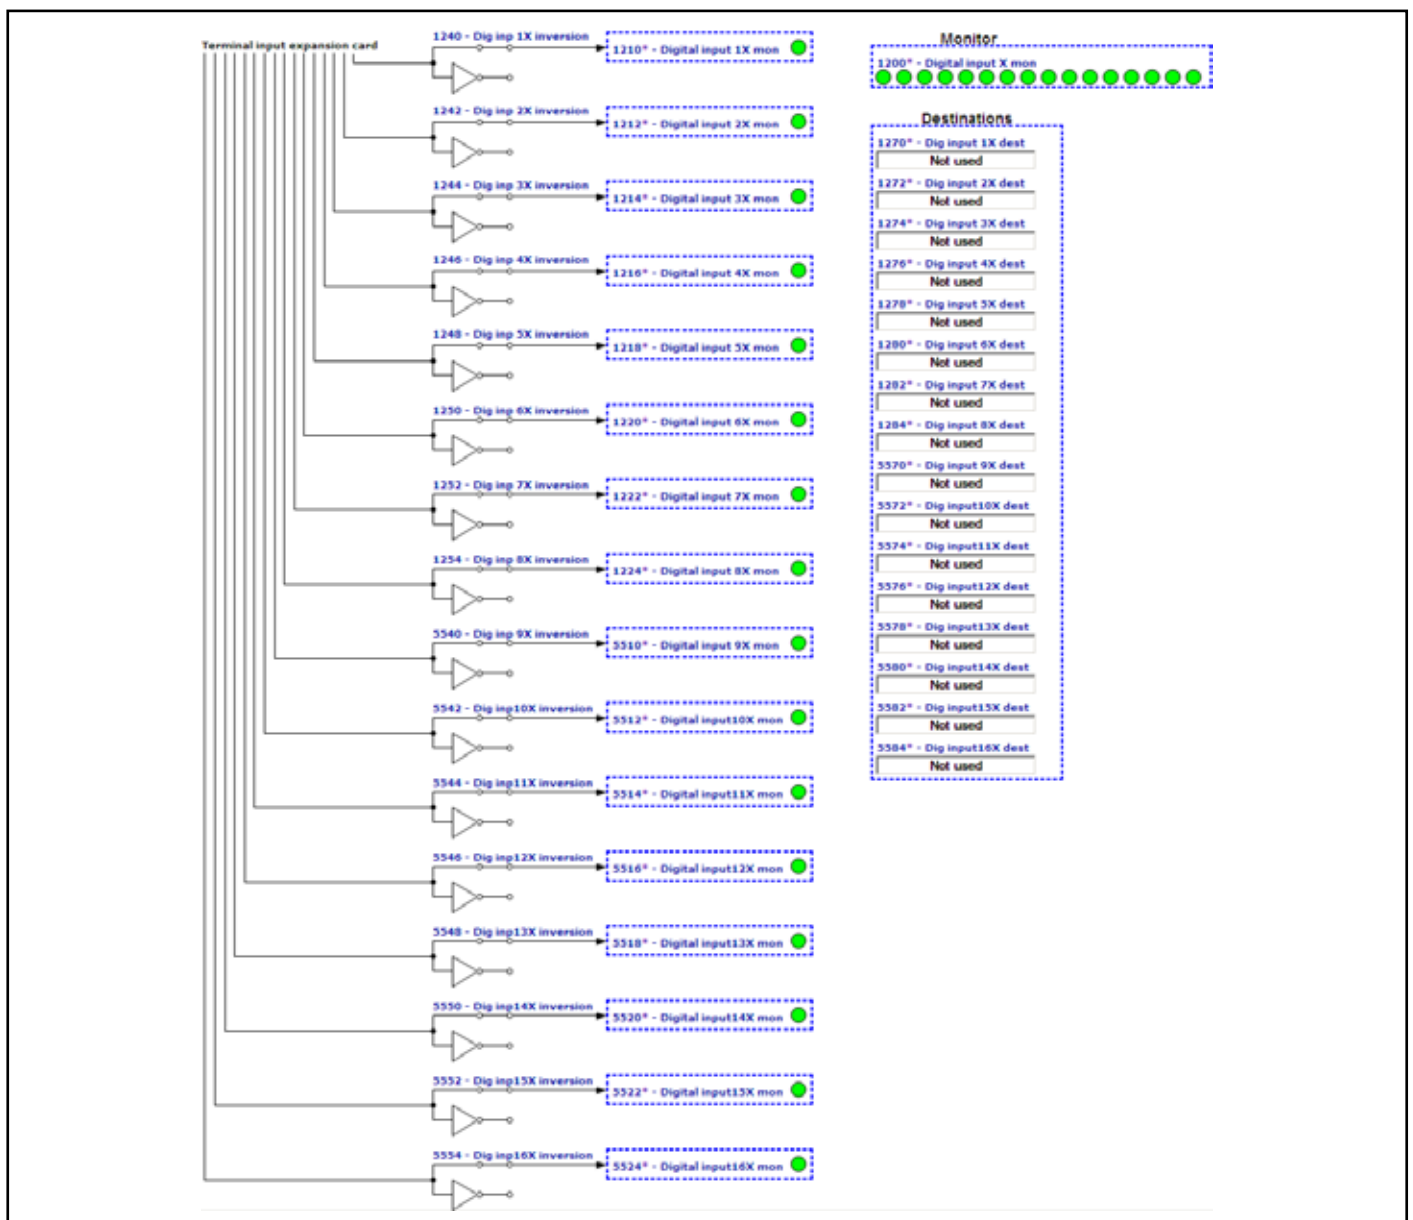 Terminal input expansion card
1240 - Dig inp 1X inversion
1210* - Digital input 1X mon
1242 - Dig inp 2X inversion
1212* - Digital input 2X mon
1244 - Dig inp 3X inversion
1214* - Digital input 3X mon
1246 - Dig inp 4X inversion
1216* - Digital input 4X mon
1248 - Dig inp 5X inversion
1218* - Digital input 5X mon
1250 - Dig inp 6X inversion
1220* - Digital input 6X mon
1252 - Dig inp 7X inversion
1222* - Digital input 7X mon
1254 - Dig inp 8X inversion
1224* - Digital input 8X mon
5540 - Dig inp 9X inversion
5510* - Digital input 9X mon
5542 - Dig inp10X inversion
5512* - Digital input10X mon
5544 - Dig inp11X inversion
5514* - Digital input11X mon
5546 - Dig inp12X inversion
5516* - Digital input12X mon
5548 - Dig inp13X inversion
5518* - Digital input13X mon
5550 - Dig inp14X inversion
5520* - Digital input14X mon
5552 - Dig inp15X inversion
5522* - Digital input15X mon
5554 - Dig inp16X inversion
5524* - Digital input16X mon
Monitor
1200* - Digital input X mon
Destinations
1270* - Dig input 1X dest
Not used
1272* - Dig input 2X dest
Not used
1274* - Dig input 3X dest
Not used
1276* - Dig input 4X dest
Not used
1278* - Dig input 5X dest
Not used
1280* - Dig input 6X dest
Not used
1282* - Dig input 7X dest
Not used
1284* - Dig input 8X dest
Not used
5570* - Dig input 9X dest
Not used
5572* - Dig input10X dest
Not used
5574* - Dig input11X dest
Not used
5576* - Dig input12X dest
Not used
5578* - Dig input13X dest
Not used
5580* - Dig input14X dest
Not used
5582* - Dig input15X dest
Not used
5584* - Dig input16X dest
Not used